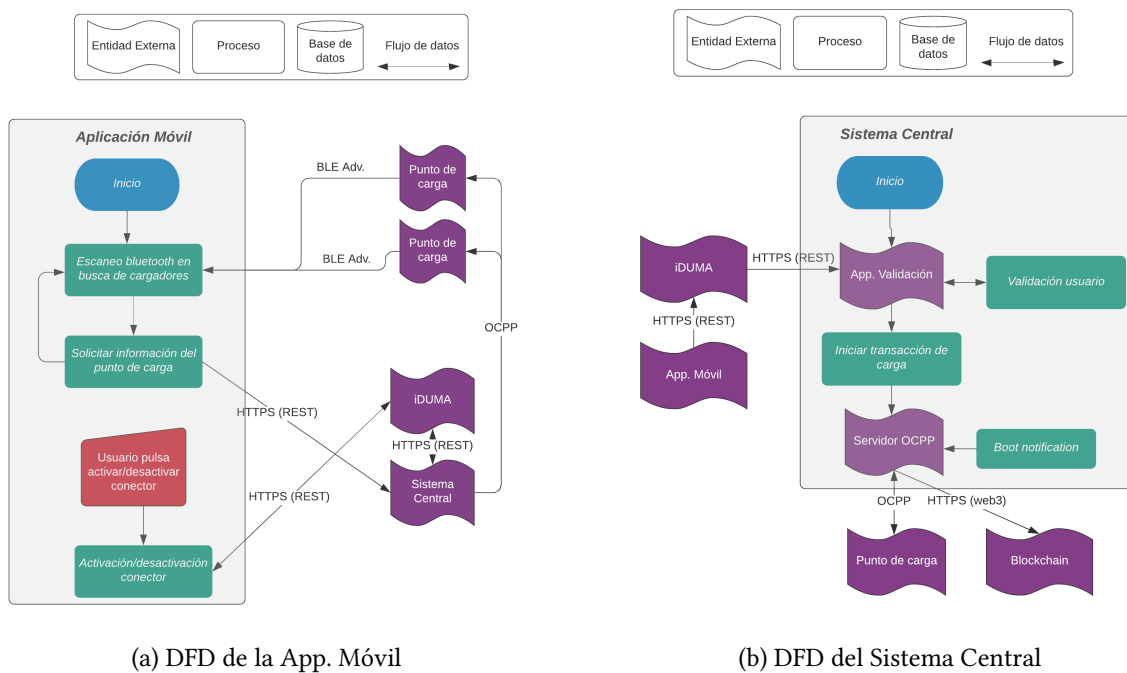 Entidad Externa
Proceso
Base de
datos
Flujo de datos
Aplicación Móvil
Inicio
Escaneo bluetooth en
busca de cargadores
Solicitar información del
punto de carga
Usuario pulsa
activar/desactivar
conector
Activación/desactivación
conector
BLE Adv.
Punto de
carga
BLE Adv.
Punto de
carga
OCPP
HTTPS (REST)
iDUMA
HTTPS (REST)
Sistema
Central
HTTPS (REST)
(a) DFD de la App. Móvil
Entidad Externa
Proceso
Base de
datos
Flujo de datos
Sistema Central
Inicio
iDUMA
HTTPS (REST)
App. Validación
Validación usuario
HTTPS (REST)
App. Móvil
Iniciar transacción de
carga
Servidor OCPP
Boot notification
OCPP
HTTPS (web3)
Punto de carga
Blockchain
(b) DFD del Sistema Central